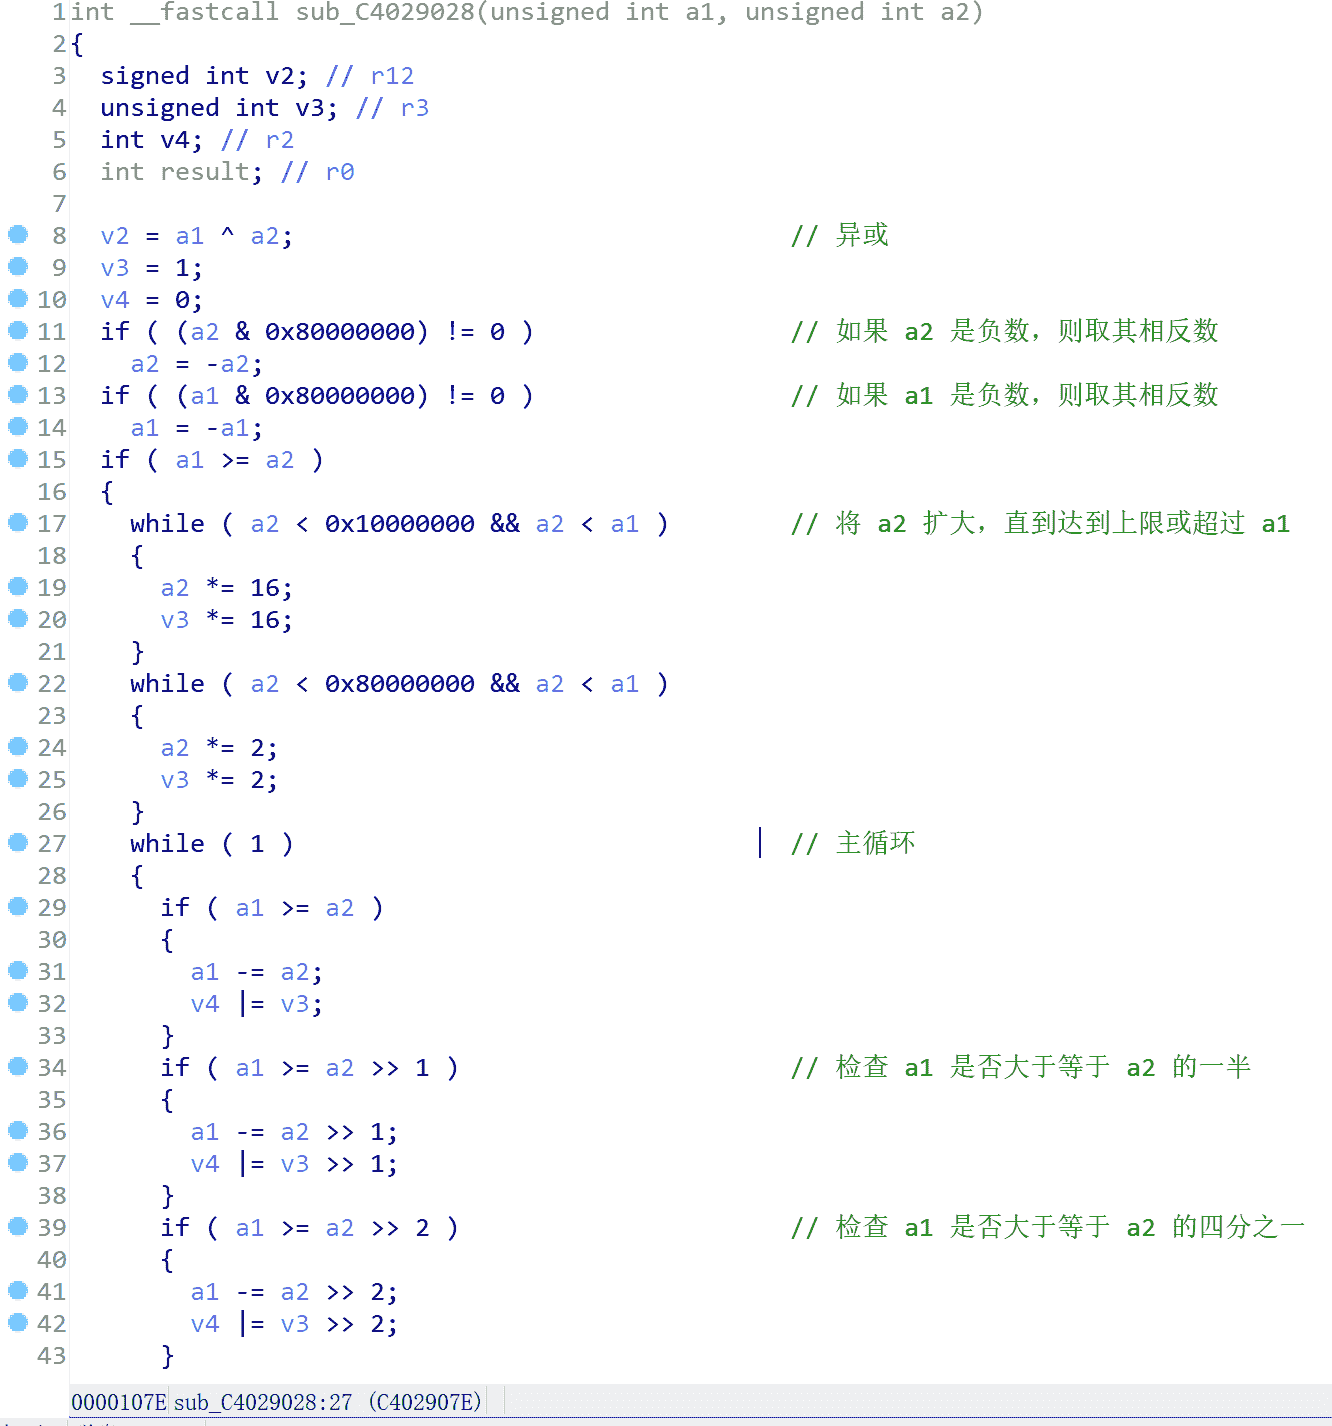 1 int __fastcall sub_C4029028(unsigned int a1, unsigned int a2)
2 {
3 signed int v2; // r12
4 unsigned int v3; // r3
5 int v4; // r2
6 int result; // r0
7
8 v2 = a1 ^ a2; // 异或
9 v3 = 1;
10 v4 = 0;
11 if ( (a2 & 0x80000000) != 0 ) // 如果 a2 是负数，则取其相反数
12 a2 = -a2;
13 if ( (a1 & 0x80000000) != 0 ) // 如果 a1 是负数，则取其相反数
14 a1 = -a1;
15 if ( a1 >= a2 )
16 {
17 while ( a2 < 0x10000000 && a2 < a1 ) // 将 a2 扩大，直到达到上限或超过 a1
18 {
19 a2 *= 16;
20 v3 *= 16;
21 }
22 while ( a2 < 0x80000000 && a2 < a1 )
23 {
24 a2 *= 2;
25 v3 *= 2;
26 }
27 while ( 1 ) // 主循环
28 {
29 if ( a1 >= a2 )
30 {
31 a1 -= a2;
32 v4 |= v3;
33 }
34 if ( a1 >= a2 >> 1 ) // 检查 a1 是否大于等于 a2 的一半
35 {
36 a1 -= a2 >> 1;
37 v4 |= v3 >> 1;
38 }
39 if ( a1 >= a2 >> 2 ) // 检查 a1 是否大于等于 a2 的四分之一
40 {
41 a1 -= a2 >> 2;
42 v4 |= v3 >> 2;
43 }
0000107E sub_C4029028:27 (C402907E)